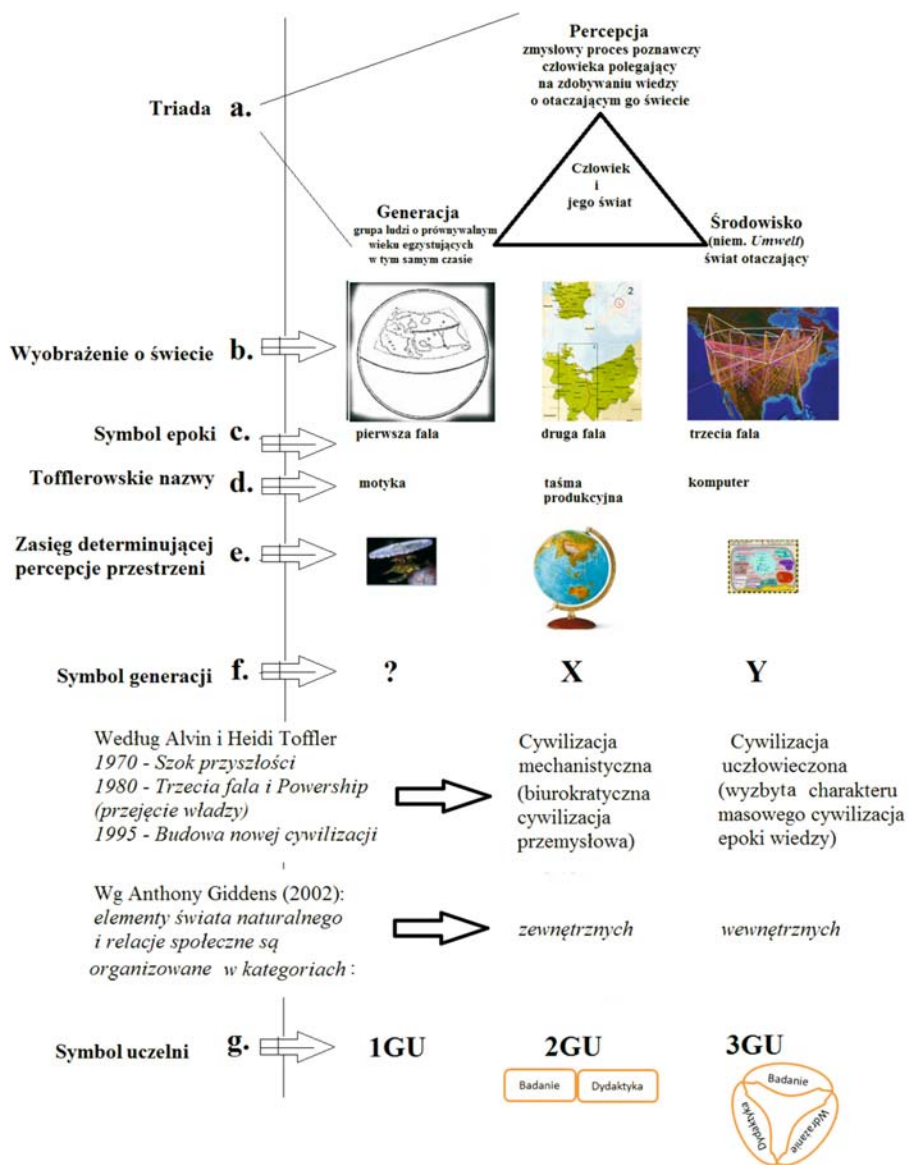 Percepcja
zmysłowy proces poznawczy
człowieka polegający
na zdobywaniu wiedzy
o otaczającym go świecie
Triada a.
Człowiek
i
jego świat
Generacja
grupa ludzi o prównywalnym
wieku egzystujących
w tym samym czasie
Środowisko
(niem. Umwelt)
świat otaczający
2
Wyobrażenie o świecie b.
Symbol epoki c.
pierwsza fala druga fala trzecia fala
Tofflerowskie nazwy d.
motyka taśma komputer
produkcyjna
Zasięg determinującej e.
percepcje przestrzeni
Symbol generacji f. ? X Y
Według Alvin i Heidi Toffler
1970 - Szok przyszłości
1980 - Trzecia fala i Powership
(przejęcie władzy)
1995 - Budowa nowej cywilizacji
Cywilizacja
mechanistyczna
(biurokratyczna
cywilizacja
przemysłowa)
Cywilizacja
uczłowieczona
(wyzbyta charakteru
masowego cywilizacja
epoki wiedzy)
Wg Anthony Giddens (2002):
elementy świata naturalnego
i relacje społeczne są
organizowane w kategoriach:
zewnętrznych wewnętrznych
Symbol uczelni g. 1GU 2GU 3GU
Badanie Dydaktyka
Badanie
Dydaktyka
Wdrażanie